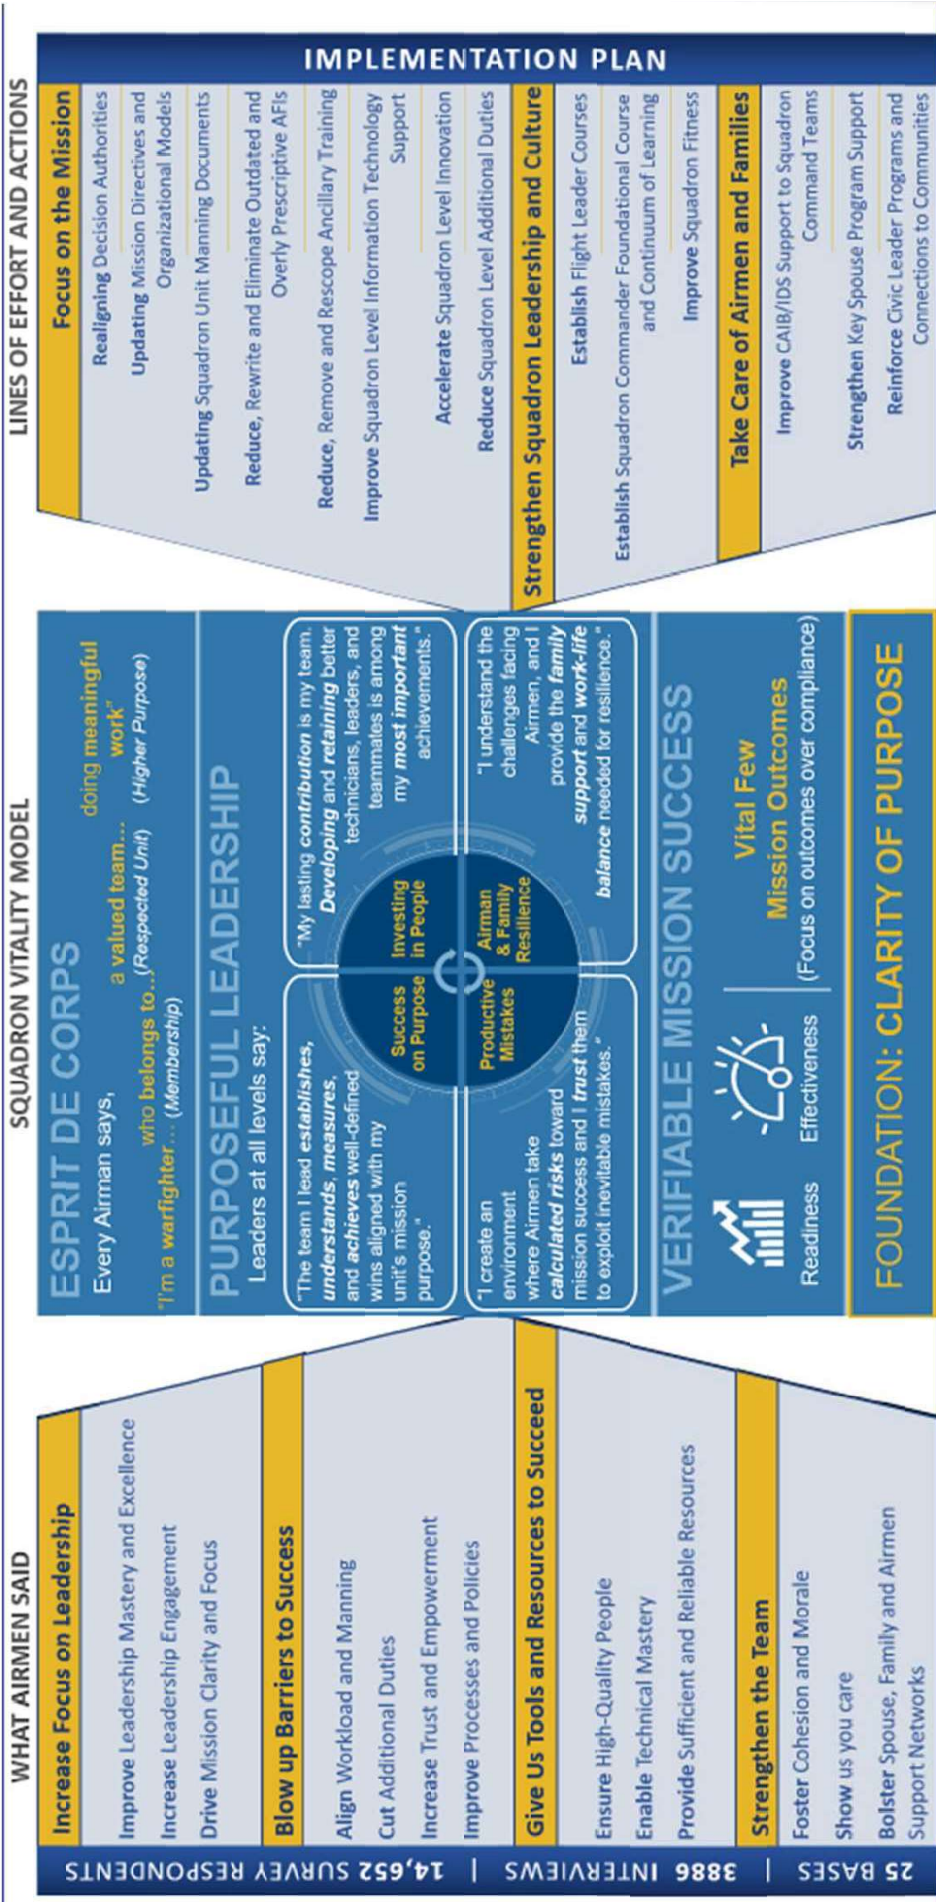 WHAT AIRMEN SAID
25 BASES | 3886 INTERVIEWS | 14,652 SURVEY RESPONDENTS
Increase Focus on Leadership
Improve Leadership Mastery and Excellence
Increase Leadership Engagement
Drive Mission Clarity and Focus
Blow up Barriers to Success
Align Workload and Manning
Cut Additional Duties
Increase Trust and Empowerment
Improve Processes and Policies
Give Us Tools and Resources to Succeed
Ensure High-Quality People
Enable Technical Mastery
Provide Sufficient and Reliable Resources
Strengthen the Team
Foster Cohesion and Morale
Show us you care
Bolster Spouse, Family and Airmen
Support Networks
SQUADRON VITALITY MODEL
ESPRIT DE CORPS
Every Airman says,
"I'm a warfighter... (Membership)
who belongs to...
a valued team...
(Respected Unit)
doing meaningful
work"
(Higher Purpose)
PURPOSEFUL LEADERSHIP
Leaders at all levels say:
"The team I lead establishes,
understands, measures,
and achieves well-defined
wins aligned with my
unit's mission
purpose."
"My lasting contribution is my team.
Developing and retaining better
technicians, leaders, and
teammates is among
my most important
achievements."
Success
on Purpose
Investing
in People
Productive
Mistakes
Airman
& Family
Resilience
"I create an
environment
where Airmen take
calculated risks toward
mission success and I trust them
to exploit inevitable mistakes."
"I understand the
challenges facing
Airmen, and I
provide the family
support and work-life
balance needed for resilience."
VERIFIABLE MISSION SUCCESS
Readiness
Effectiveness
Vital Few
Mission Outcomes
(Focus on outcomes over compliance)
FOUNDATION: CLARITY OF PURPOSE
LINES OF EFFORT AND ACTIONS
Focus on the Mission
Realigning Decision Authorities
Updating Mission Directives and
Organizational Models
Updating Squadron Unit Manning Documents
Reduce, Rewrite and Eliminate Outdated and
Overly Prescriptive AFIs
Reduce, Remove and Rescope Ancillary Training
Improve Squadron Level Information Technology
Support
Accelerate Squadron Level Innovation
Reduce Squadron Level Additional Duties
Strengthen Squadron Leadership and Culture
Establish Flight Leader Courses
Establish Squadron Commander Foundational Course
and Continuum of Learning
Improve Squadron Fitness
Take Care of Airmen and Families
Improve CAIB/IDS Support to Squadron
Command Teams
Strengthen Key Spouse Program Support
Reinforce Civic Leader Programs and
Connections to Communities
IMPLEMENTATION PLAN